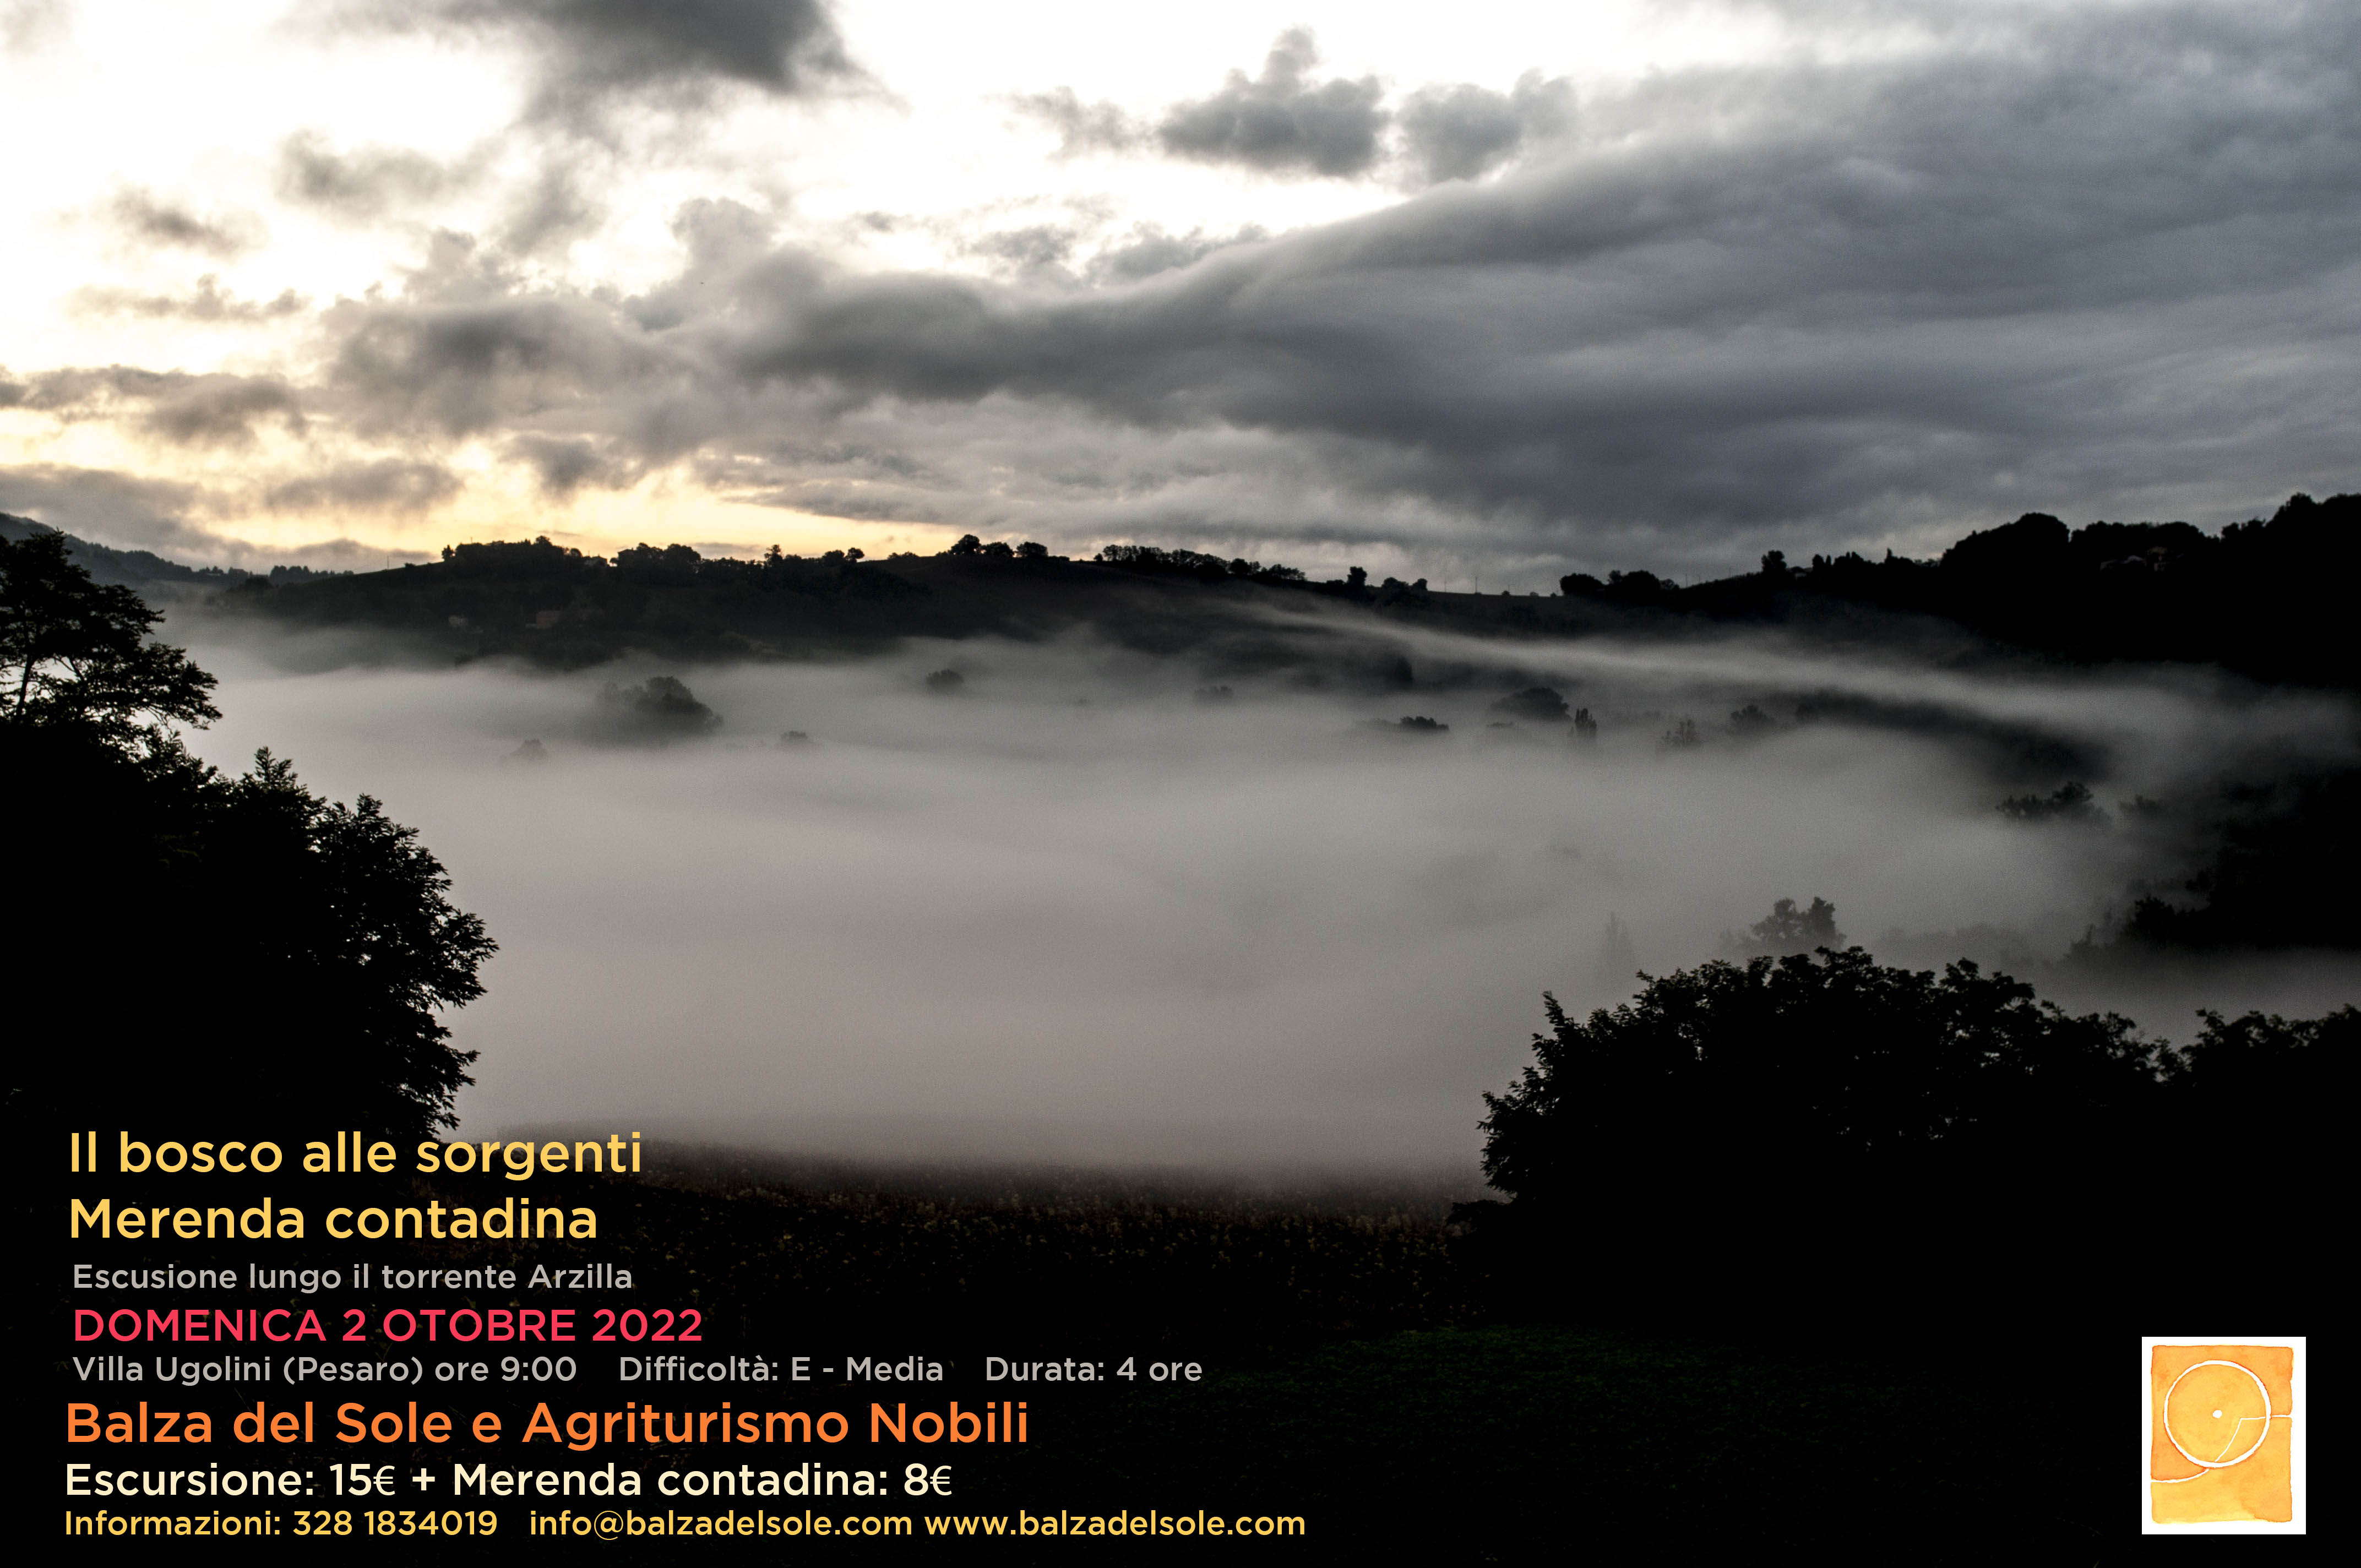 Il bosco alle sorgenti
Merenda contadina
Escusione lungo il torrente Arzilla
DOMENICA 2 OTOBRE 2022
Villa Ugolini (Pesaro) ore 9:00 Difficoltà: E - Media Durata: 4 ore
Balza del Sole e Agriturismo Nobili
Escursione: 15€ + Merenda contadina: 8€
Informazioni: 328 1834019 info@balzadelsole.com www.balzadelsole.com